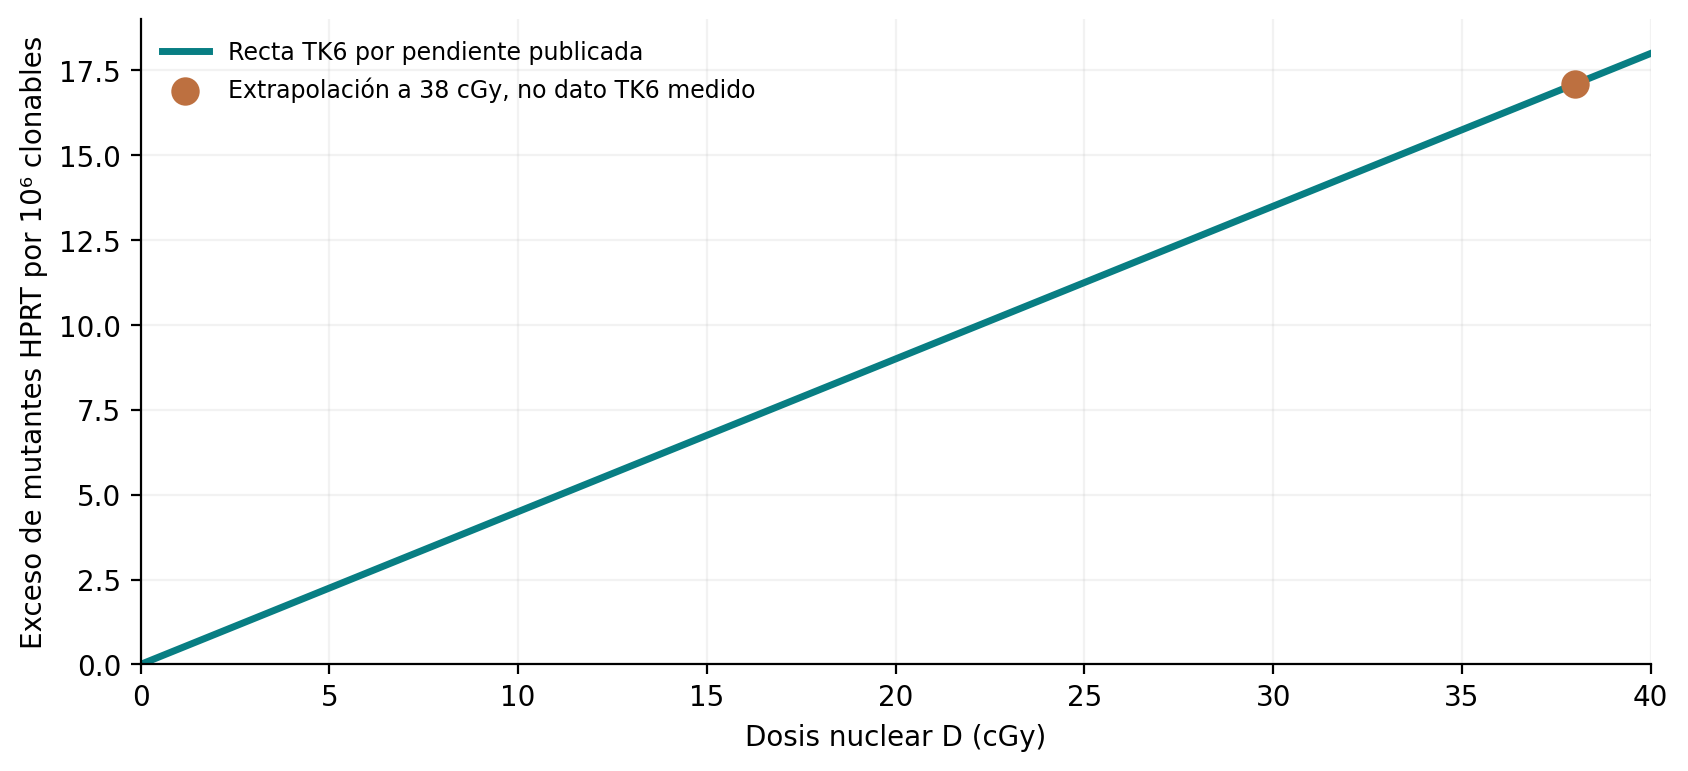 Recta TK6 por pendiente publicada
Extrapolación a 38 cGy, no dato TK6 medido
Exceso de mutantes HPRT por 10⁶ clonables
17.5
15.0
12.5
10.0
7.5
5.0
2.5
0.0
0 5 10 15 20 25 30 35 40
Dosis nuclear D (cGy)